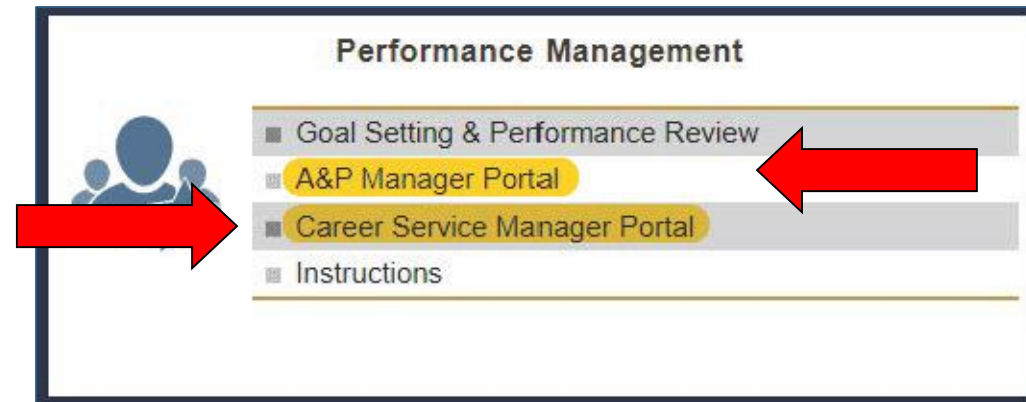 Performance Management
Goal Setting & Performance Review
A&P Manager Portal
Career Service Manager Portal
Instructions